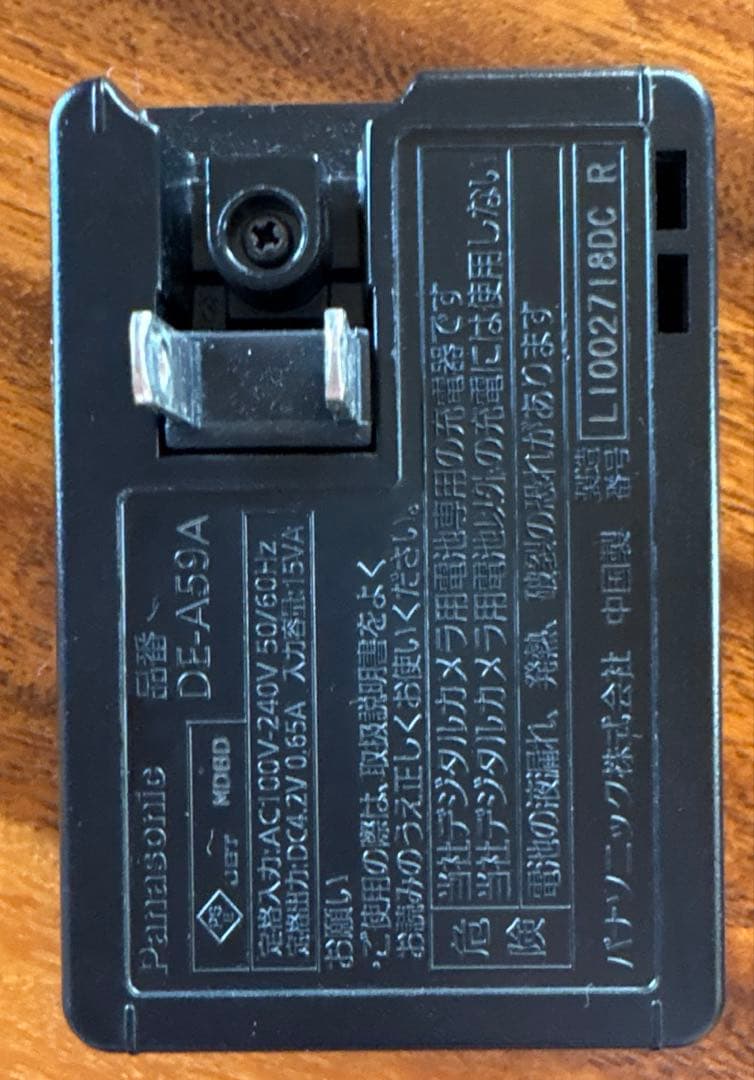 Panasonic
品番 DE-A59A
PSE JET MDBD
定格入力:AC100V-240V 50/60Hz
定格出力:DC4.2V 0.65A 入力容量:15VA
お願い
ご使用の際は、取扱説明書をよく
お読みのうえ正しくお使いください。
危険
当社デジタルカメラ用電池専用の充電器です
当社デジタルカメラ用電池以外の充電には使用しない
電池の液漏れ、発熱、破裂の恐れがあります
パナソニック株式会社 中国製
製造番号 L1002718DC R